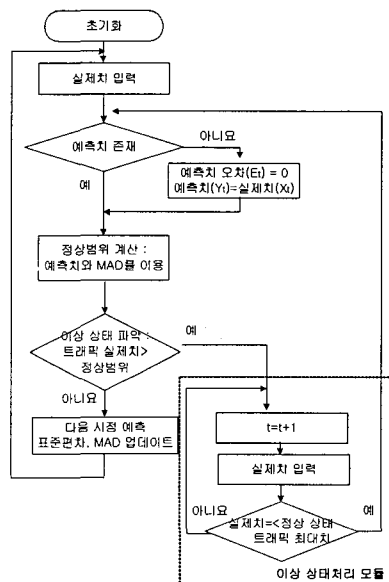 초기화
실제치 입력
예측치 존재
아니요
예
예측치 오차(Et) = 0
예측치(Yt)=실제치(Xt)
정상범위 계산 :
예측치와 MAD를 이용
이상 상태 파악 :
트래픽 실제치>
정상범위
예
아니요
다음 시점 예측
표준편차, MAD 업데이트
t=t+1
실제치 입력
아니요
실제치=<정상 상태
트래픽 최대치
예
이상 상태처리 모듈